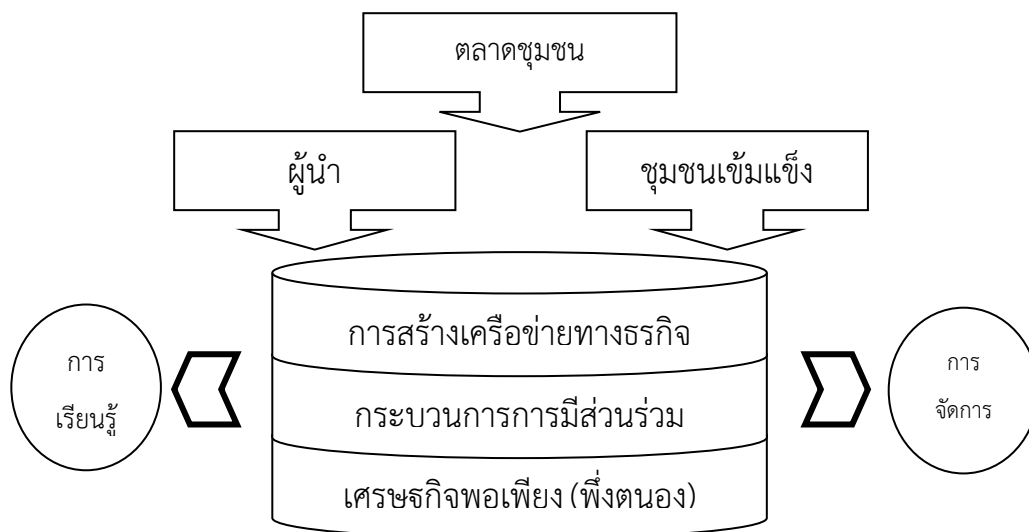 ตลาดชุมชน
ผู้นำ
ชุมชนเข้มแข็ง
การสร้างเครือข่ายทางธรกิจ
การ
เรียนรู้
กระบวนการการมีส่วนร่วม
การ
จัดการ
เศรษฐกิจพอเพียง (พึ่งตนอง)